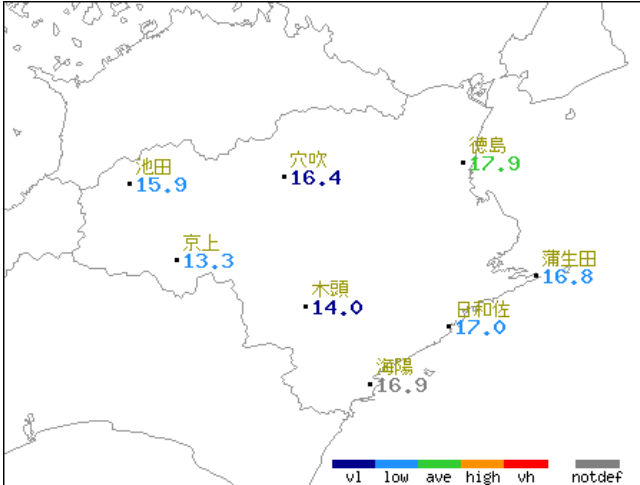 徳島
17.9
穴吹
16.4
池田
15.9
京上
13.3
蒲生田
16.8
木頭
14.0
日和佐
17.0
海陽
16.9
vl low ave high vh notdef